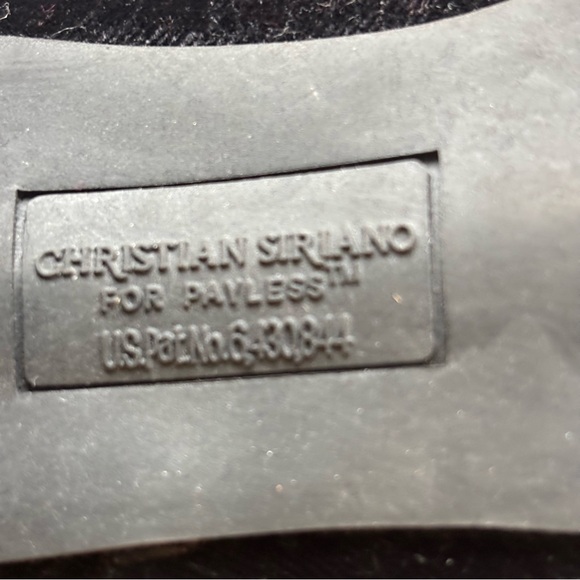 CHRISTIAN SIRIANO
FOR PAYLESS™
U.S. Pat. No. 6,430,844